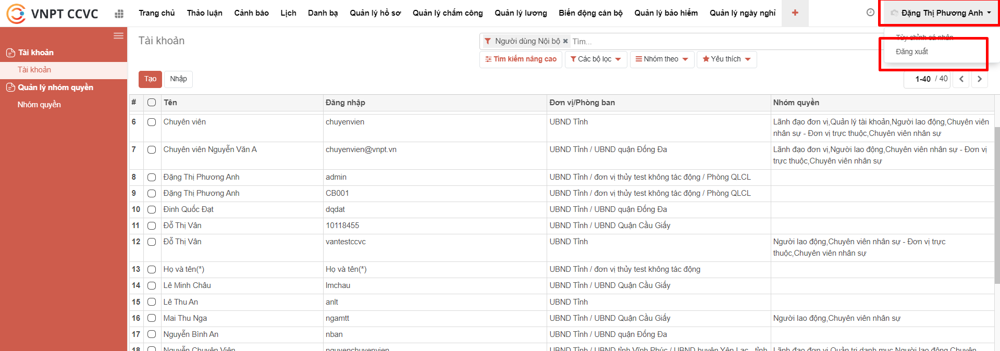 VNPT CCVC
Trang chủ Thảo luận Cảnh báo Lịch Danh bạ Quản lý hồ sơ Quản lý chấm công Quản lý lương Biến động cán bộ Quản lý bảo hiểm Quản lý ngày nghỉ + Đặng Thị Phương Anh
Tùy chỉnh cá nhân
Đăng xuất
Tài khoản
Tài khoản
Quản lý nhóm quyền
Nhóm quyền
Tài khoản
Người dùng Nội bộ × Tìm...
Tìm kiếm nâng cao Các bộ lọc Nhóm theo Yêu thích
Tạo Nhập
1-40 / 40
# Tên Đăng nhập Đơn vị/Phòng ban Nhóm quyền
6 Chuyên viên chuyenvien UBND Tỉnh Lãnh đạo đơn vị,Quản lý tài khoản,Người lao động,Chuyên viên
nhân sự - Đơn vị trực thuộc,Chuyên viên nhân sự
7 Chuyên viên Nguyễn Văn A chuyenvien@vnpt.vn UBND Tỉnh / UBND quận Đống Đa Lãnh đạo đơn vị,Người lao động,Chuyên viên nhân sự - Đơn vị
trực thuộc,Chuyên viên nhân sự
8 Đặng Thị Phương Anh admin UBND Tỉnh / đơn vị thủy test không tác động / Phòng QLCL
9 Đặng Thị Phương Anh CB001 UBND Tỉnh / đơn vị thủy test không tác động / Phòng QLCL
10 Đinh Quốc Đạt dqdat UBND Tỉnh / UBND quận Đống Đa
11 Đỗ Thị Vân 10118455 UBND Tỉnh / UBND Quận Cầu Giấy
12 Đỗ Thị Vân vantestccvc UBND Tỉnh Người lao động,Chuyên viên nhân sự - Đơn vị trực
thuộc,Chuyên viên nhân sự
13 Họ và tên(*) Họ và tên(*) UBND Tỉnh / đơn vị thủy test không tác động
14 Lê Minh Châu lmchau UBND Tỉnh / UBND Quận Cầu Giấy
15 Lê Thu An anlt UBND Tỉnh
16 Mai Thu Nga ngamtt UBND Tỉnh / UBND Quận Cầu Giấy Người lao động,Chuyên viên nhân sự
17 Nguyễn Bình An nban UBND Tỉnh / UBND quận Đống Đa
18 Nguyễn Chuyên Viên nguyenchuyenvien UBND Tỉnh / UBND tỉnh Vĩnh Phúc / UBND huyện Yên Lạc - tỉnh Lãnh đạo đơn vị,Quản trị danh mục,Người lao động,Chuyên